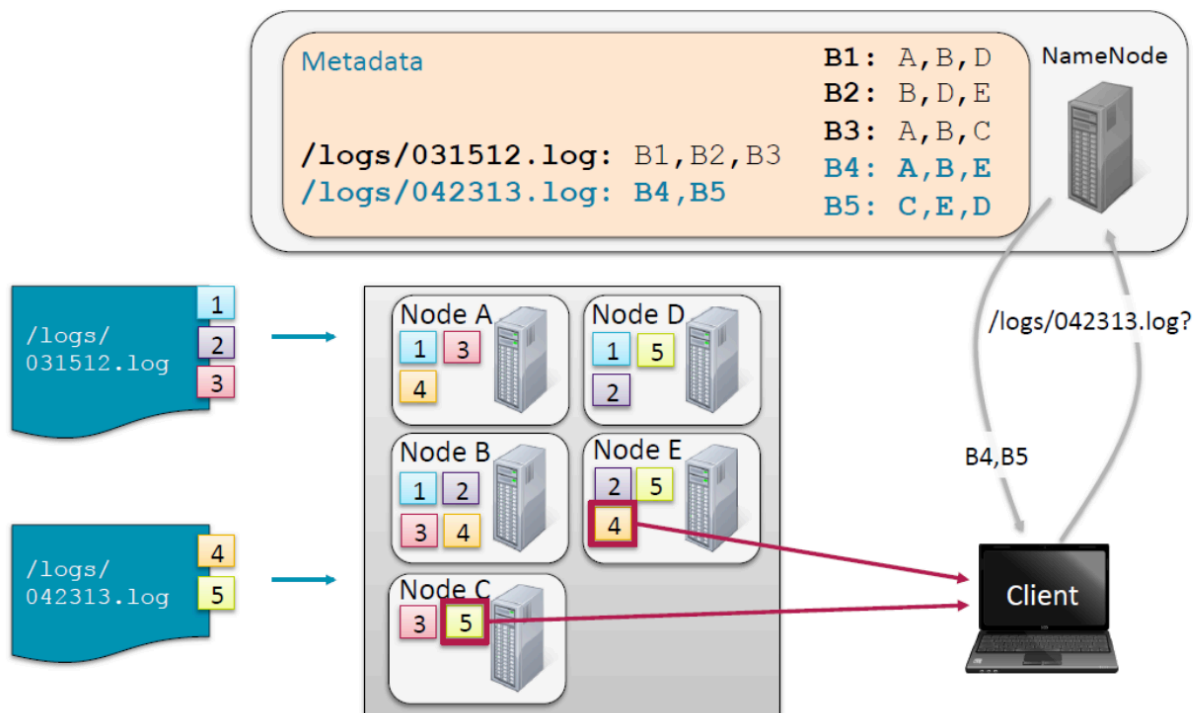 Metadata
B1: A,B,D
B2: B,D,E
B3: A,B,C
/logs/031512.log: B1,B2,B3
B4: A,B,E
/logs/042313.log: B4,B5
B5: C,E,D
NameNode
/logs/
031512.log
1
2
3
Node A
1 3
4
Node D
1 5
2
/logs/042313.log?
B4,B5
Node B
1 2
3 4
Node E
2 5
4
/logs/
042313.log
4
5
Node C
3 5
Client